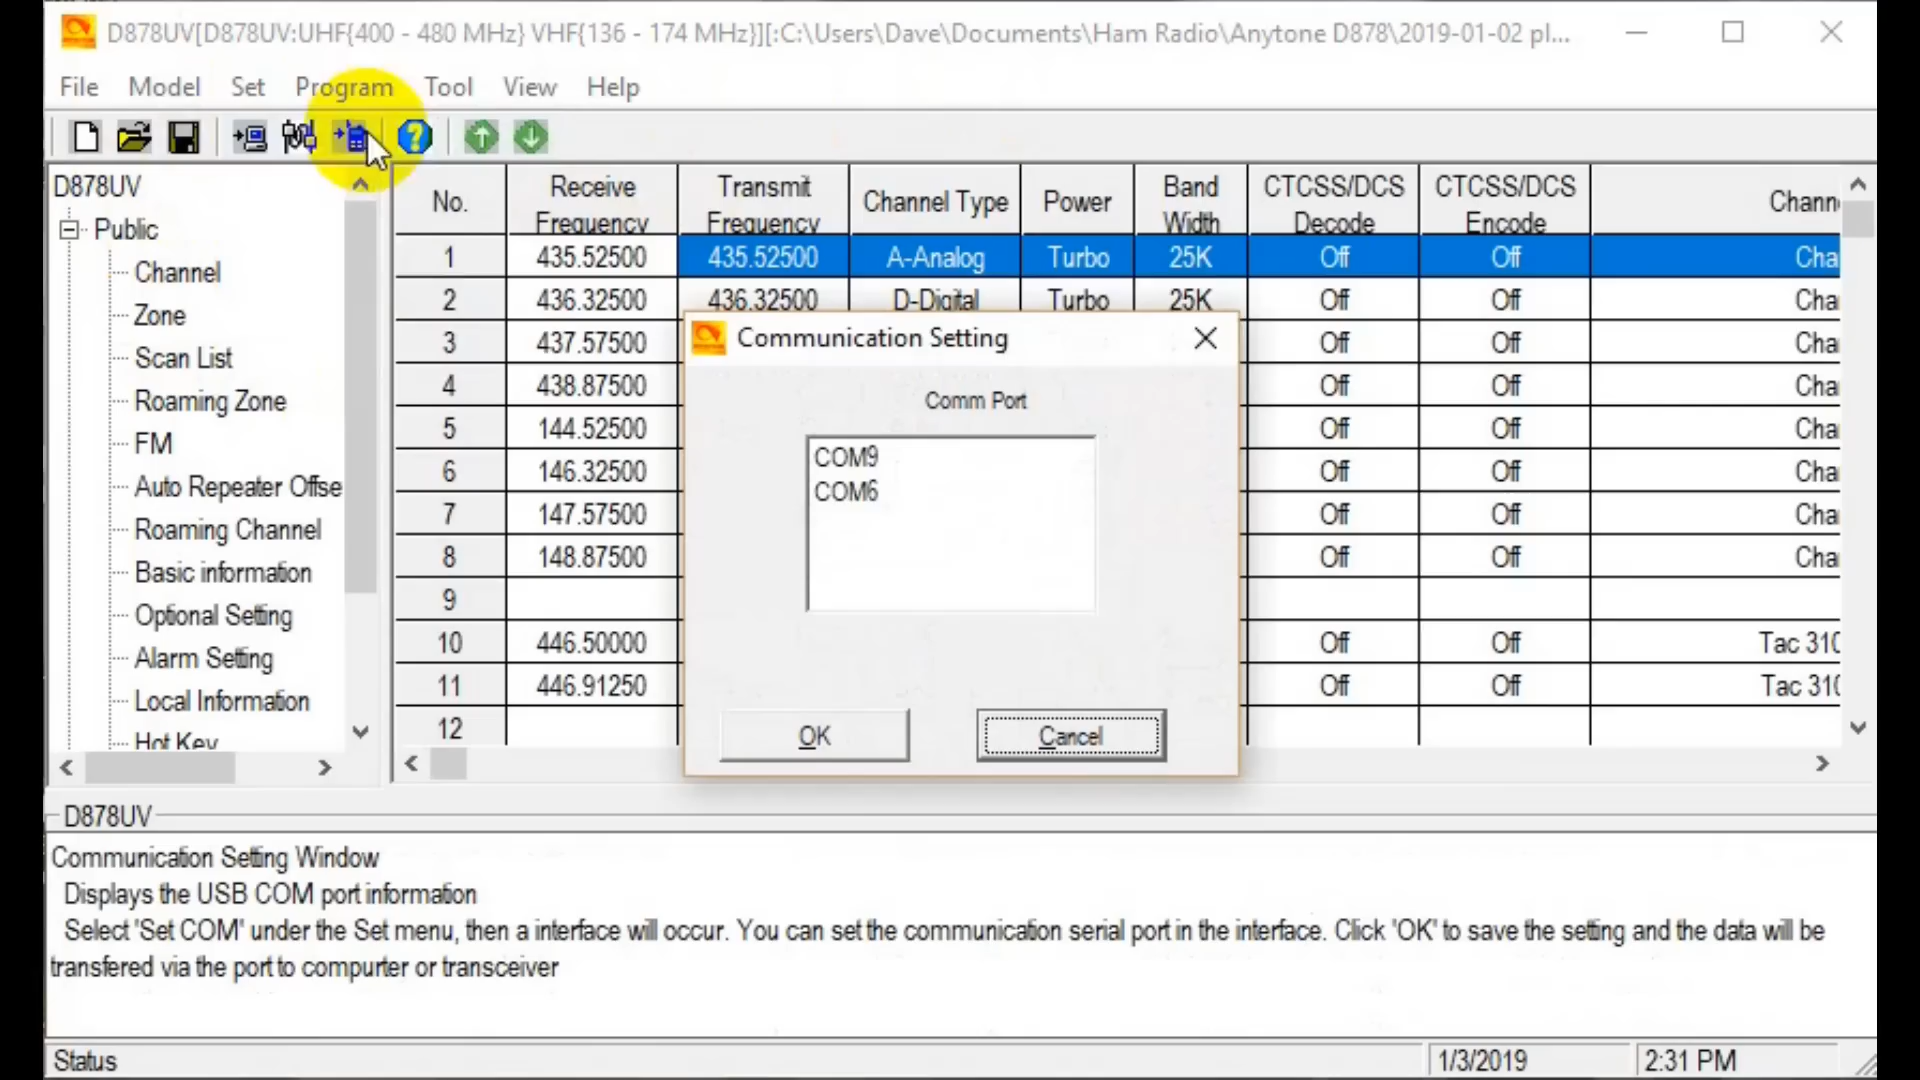 D878UV[D878UV:UHF{400 - 480 MHz} VHF{136 - 174 MHz}][:C:\Users\Dave\Documents\Ham Radio\Anytone D878\2019-01-02 pl...
File Model Set Program Tool View Help
D878UV
Public
Channel
Zone
Scan List
Roaming Zone
FM
Auto Repeater Offse
Roaming Channel
Basic information
Optional Setting
Alarm Setting
Local Information
Hot Key
No. Receive Frequency Transmit Frequency Channel Type Power Band Width CTCSS/DCS Decode CTCSS/DCS Encode Chann
1 435.52500 435.52500 A-Analog Turbo 25K Off Off Cha
2 436.32500 436.32500 D-Digital Turbo 25K Off Off Cha
3 437.57500 Off Off Cha
4 438.87500 Off Off Cha
5 144.52500 Off Off Cha
6 146.32500 Off Off Cha
7 147.57500 Off Off Cha
8 148.87500 Off Off Cha
9
10 446.50000 Off Off Tac 310
11 446.91250 Off Off Tac 310
12
Communication Setting
Comm Port
COM9
COM6
OK Cancel
D878UV
Communication Setting Window
Displays the USB COM port information
Select 'Set COM' under the Set menu, then a interface will occur. You can set the communication serial port in the interface. Click 'OK' to save the setting and the data will be
transfered via the port to compurter or transceiver
Status 1/3/2019 2:31 PM